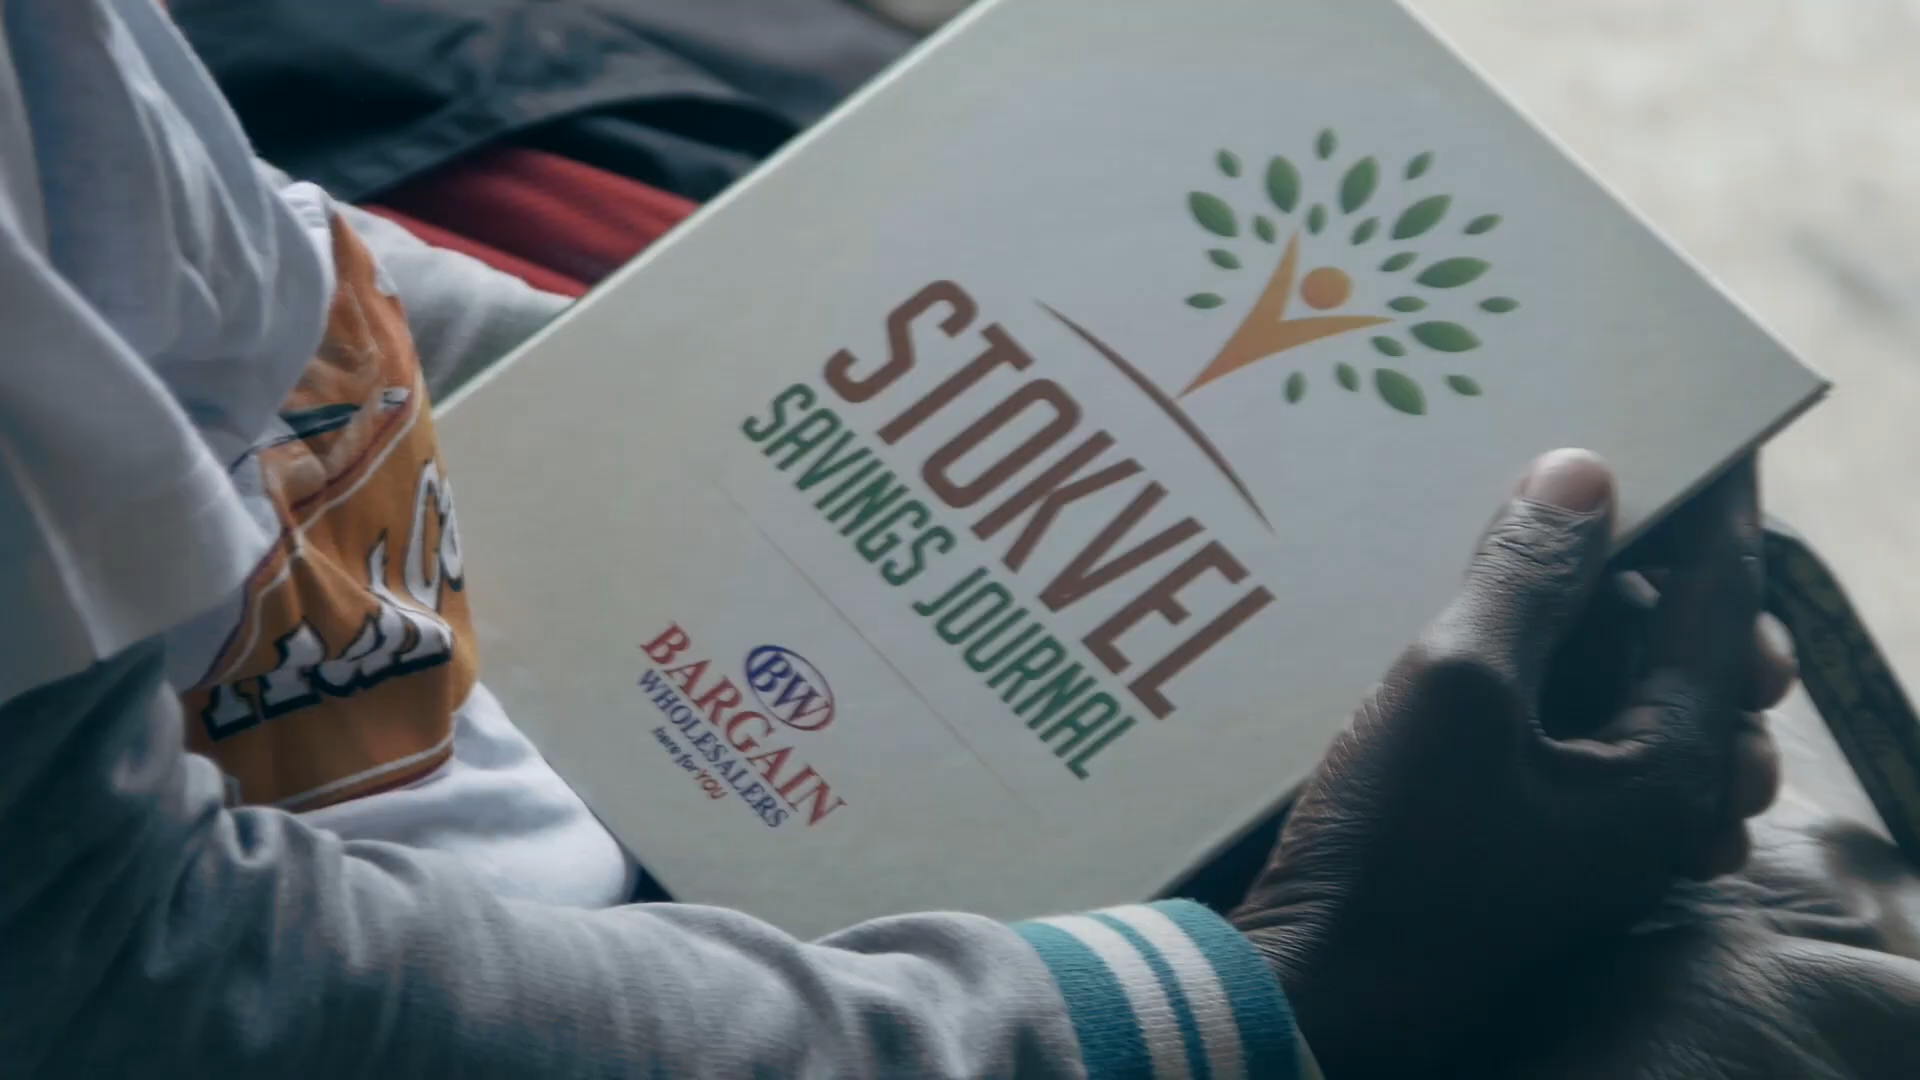 STOKVEL
SAVINGS JOURNAL
BW
BARGAIN
WHOLESALERS
here for YOU